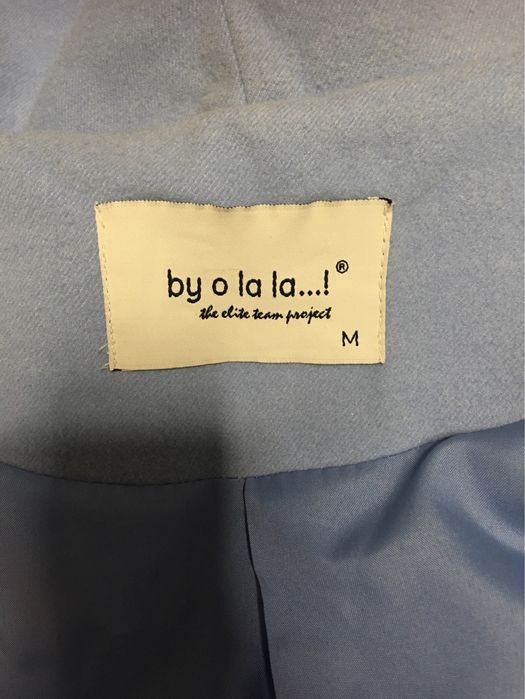 by o la la...!®
the elite team project
M